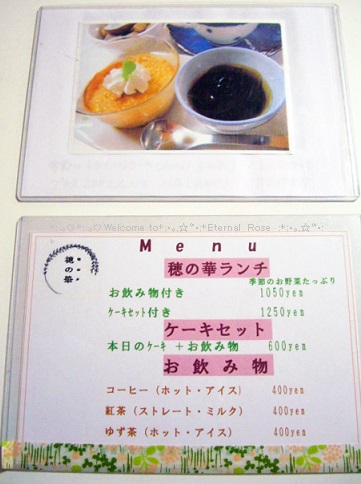 Welcome to
Eternal Rose
Menu
穂の華
穂の華ランチ
季節のお野菜たっぷり
お飲み物付き 1050yen
ケーキセット付き 1250yen
ケーキセット
本日のケーキ +お飲み物 600yen
お飲み物
コーヒー(ホット・アイス) 400yen
紅茶(ストレート・ミルク) 400yen
ゆず茶(ホット・アイス) 400yen